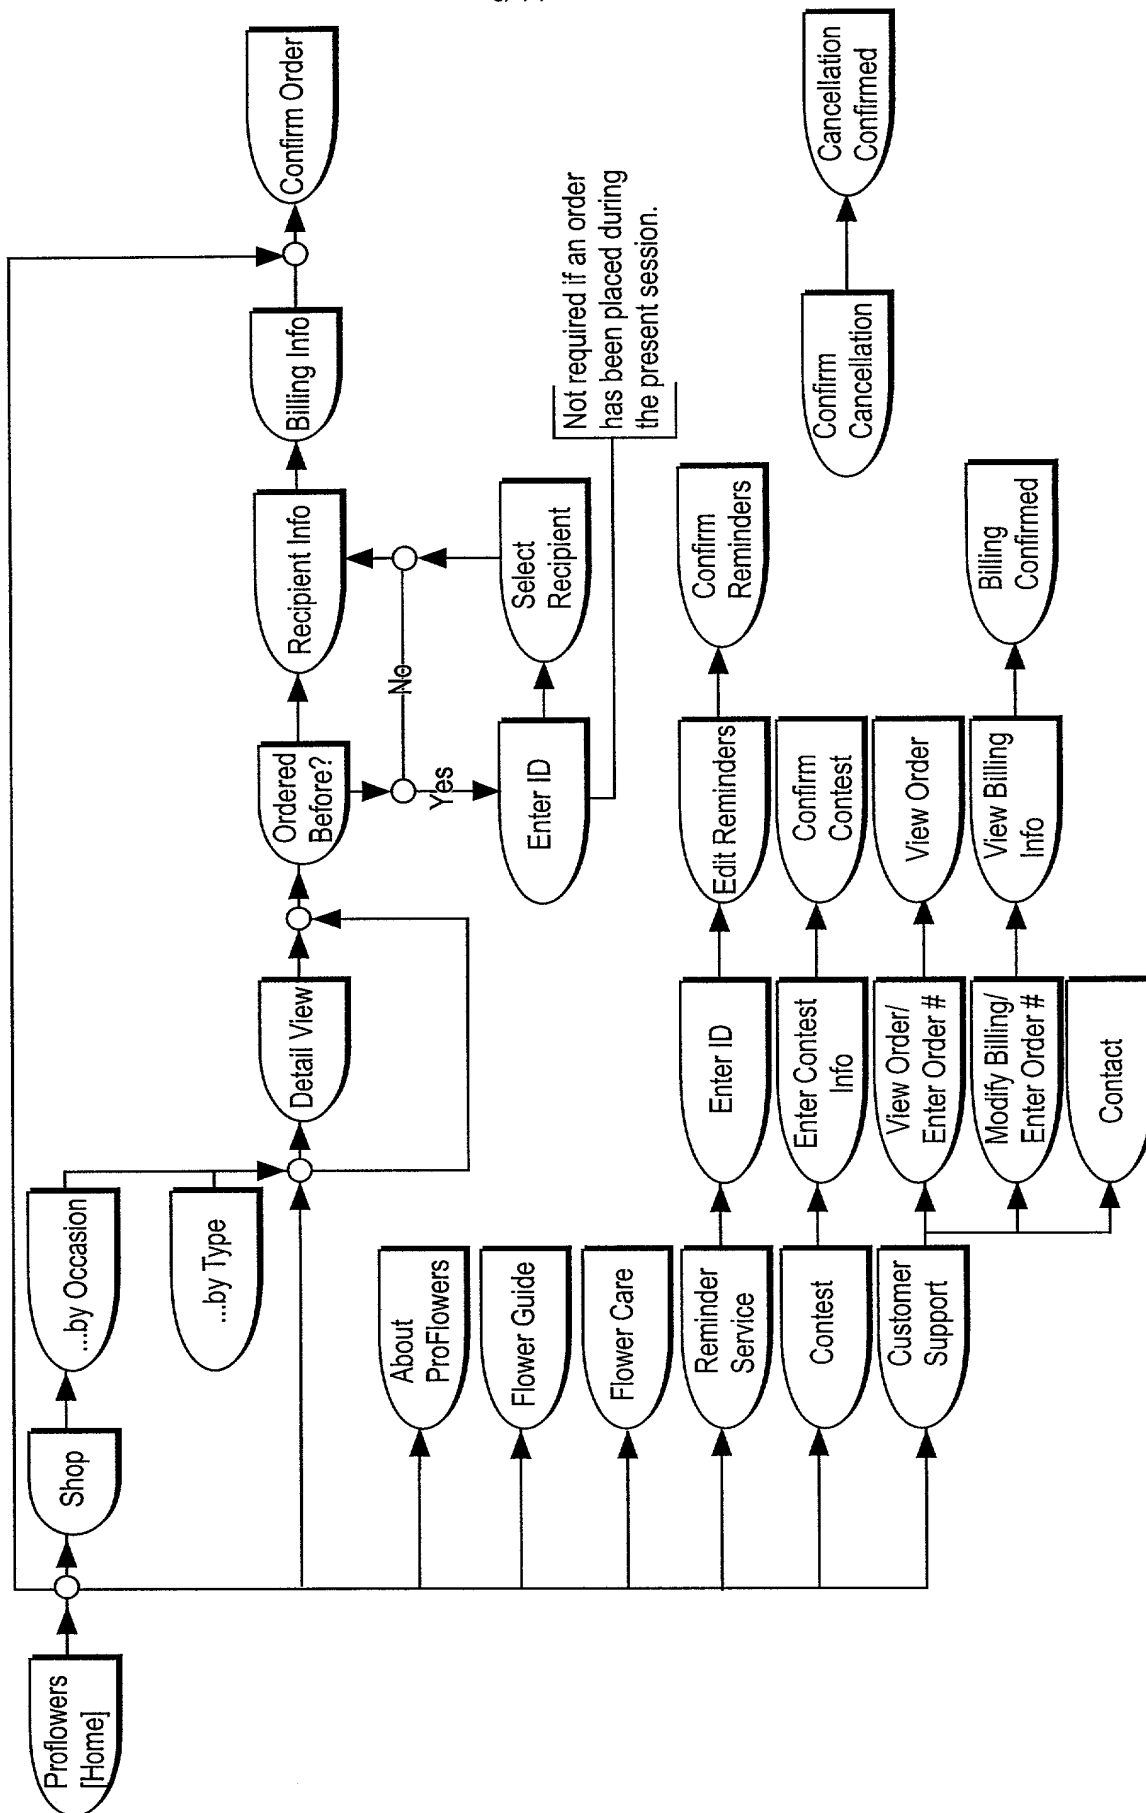 Proflowers
[Home]
Shop
...by Occasion
...by Type
Detail View
Ordered
Before?
Recipient Info
Billing Info
Confirm Order
No
Yes
Enter ID
Select
Recipient
Not required if an order
has been placed during
the present session.
About
ProFlowers
Flower Guide
Flower Care
Reminder
Service
Enter ID
Edit Reminders
Confirm
Reminders
Contest
Enter Contest
Info
Confirm
Contest
Customer
Support
View Order/
Enter Order #
View Order
Confirm
Cancellation
Cancellation
Confirmed
Modify Billing/
Enter Order #
View Billing
Info
Billing
Confirmed
Contact